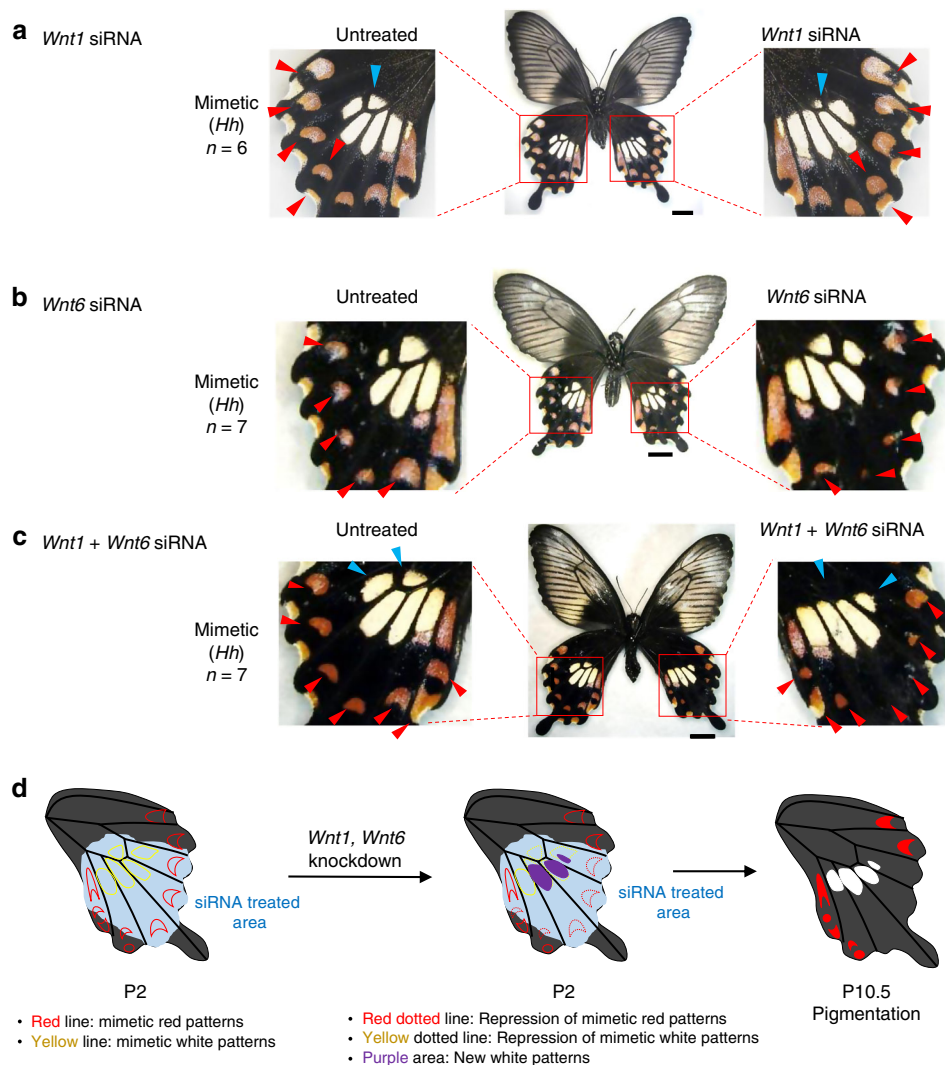 a Wnt1 siRNA
Untreated
Wnt1 siRNA
Mimetic
(Hh)
n = 6
b Wnt6 siRNA
Untreated
Wnt6 siRNA
Mimetic
(Hh)
n = 7
c Wnt1 + Wnt6 siRNA
Untreated
Wnt1 + Wnt6 siRNA
Mimetic
(Hh)
n = 7
d
siRNA treated
area
P2
• Red line: mimetic red patterns
• Yellow line: mimetic white patterns
Wnt1, Wnt6
knockdown
siRNA treated
area
P2
• Red dotted line: Repression of mimetic red patterns
• Yellow dotted line: Repression of mimetic white patterns
• Purple area: New white patterns
P10.5
Pigmentation